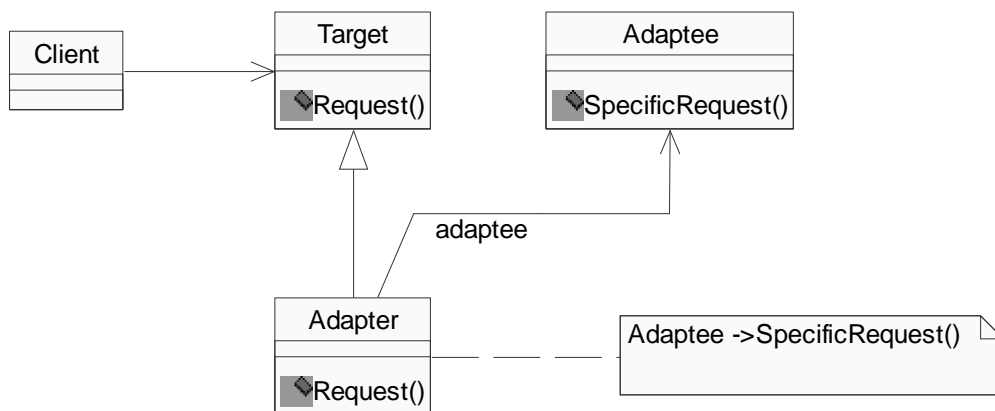 Client
Target
Request()
Adaptee
SpecificRequest()
adaptee
Adapter
Request()
Adaptee ->SpecificRequest()